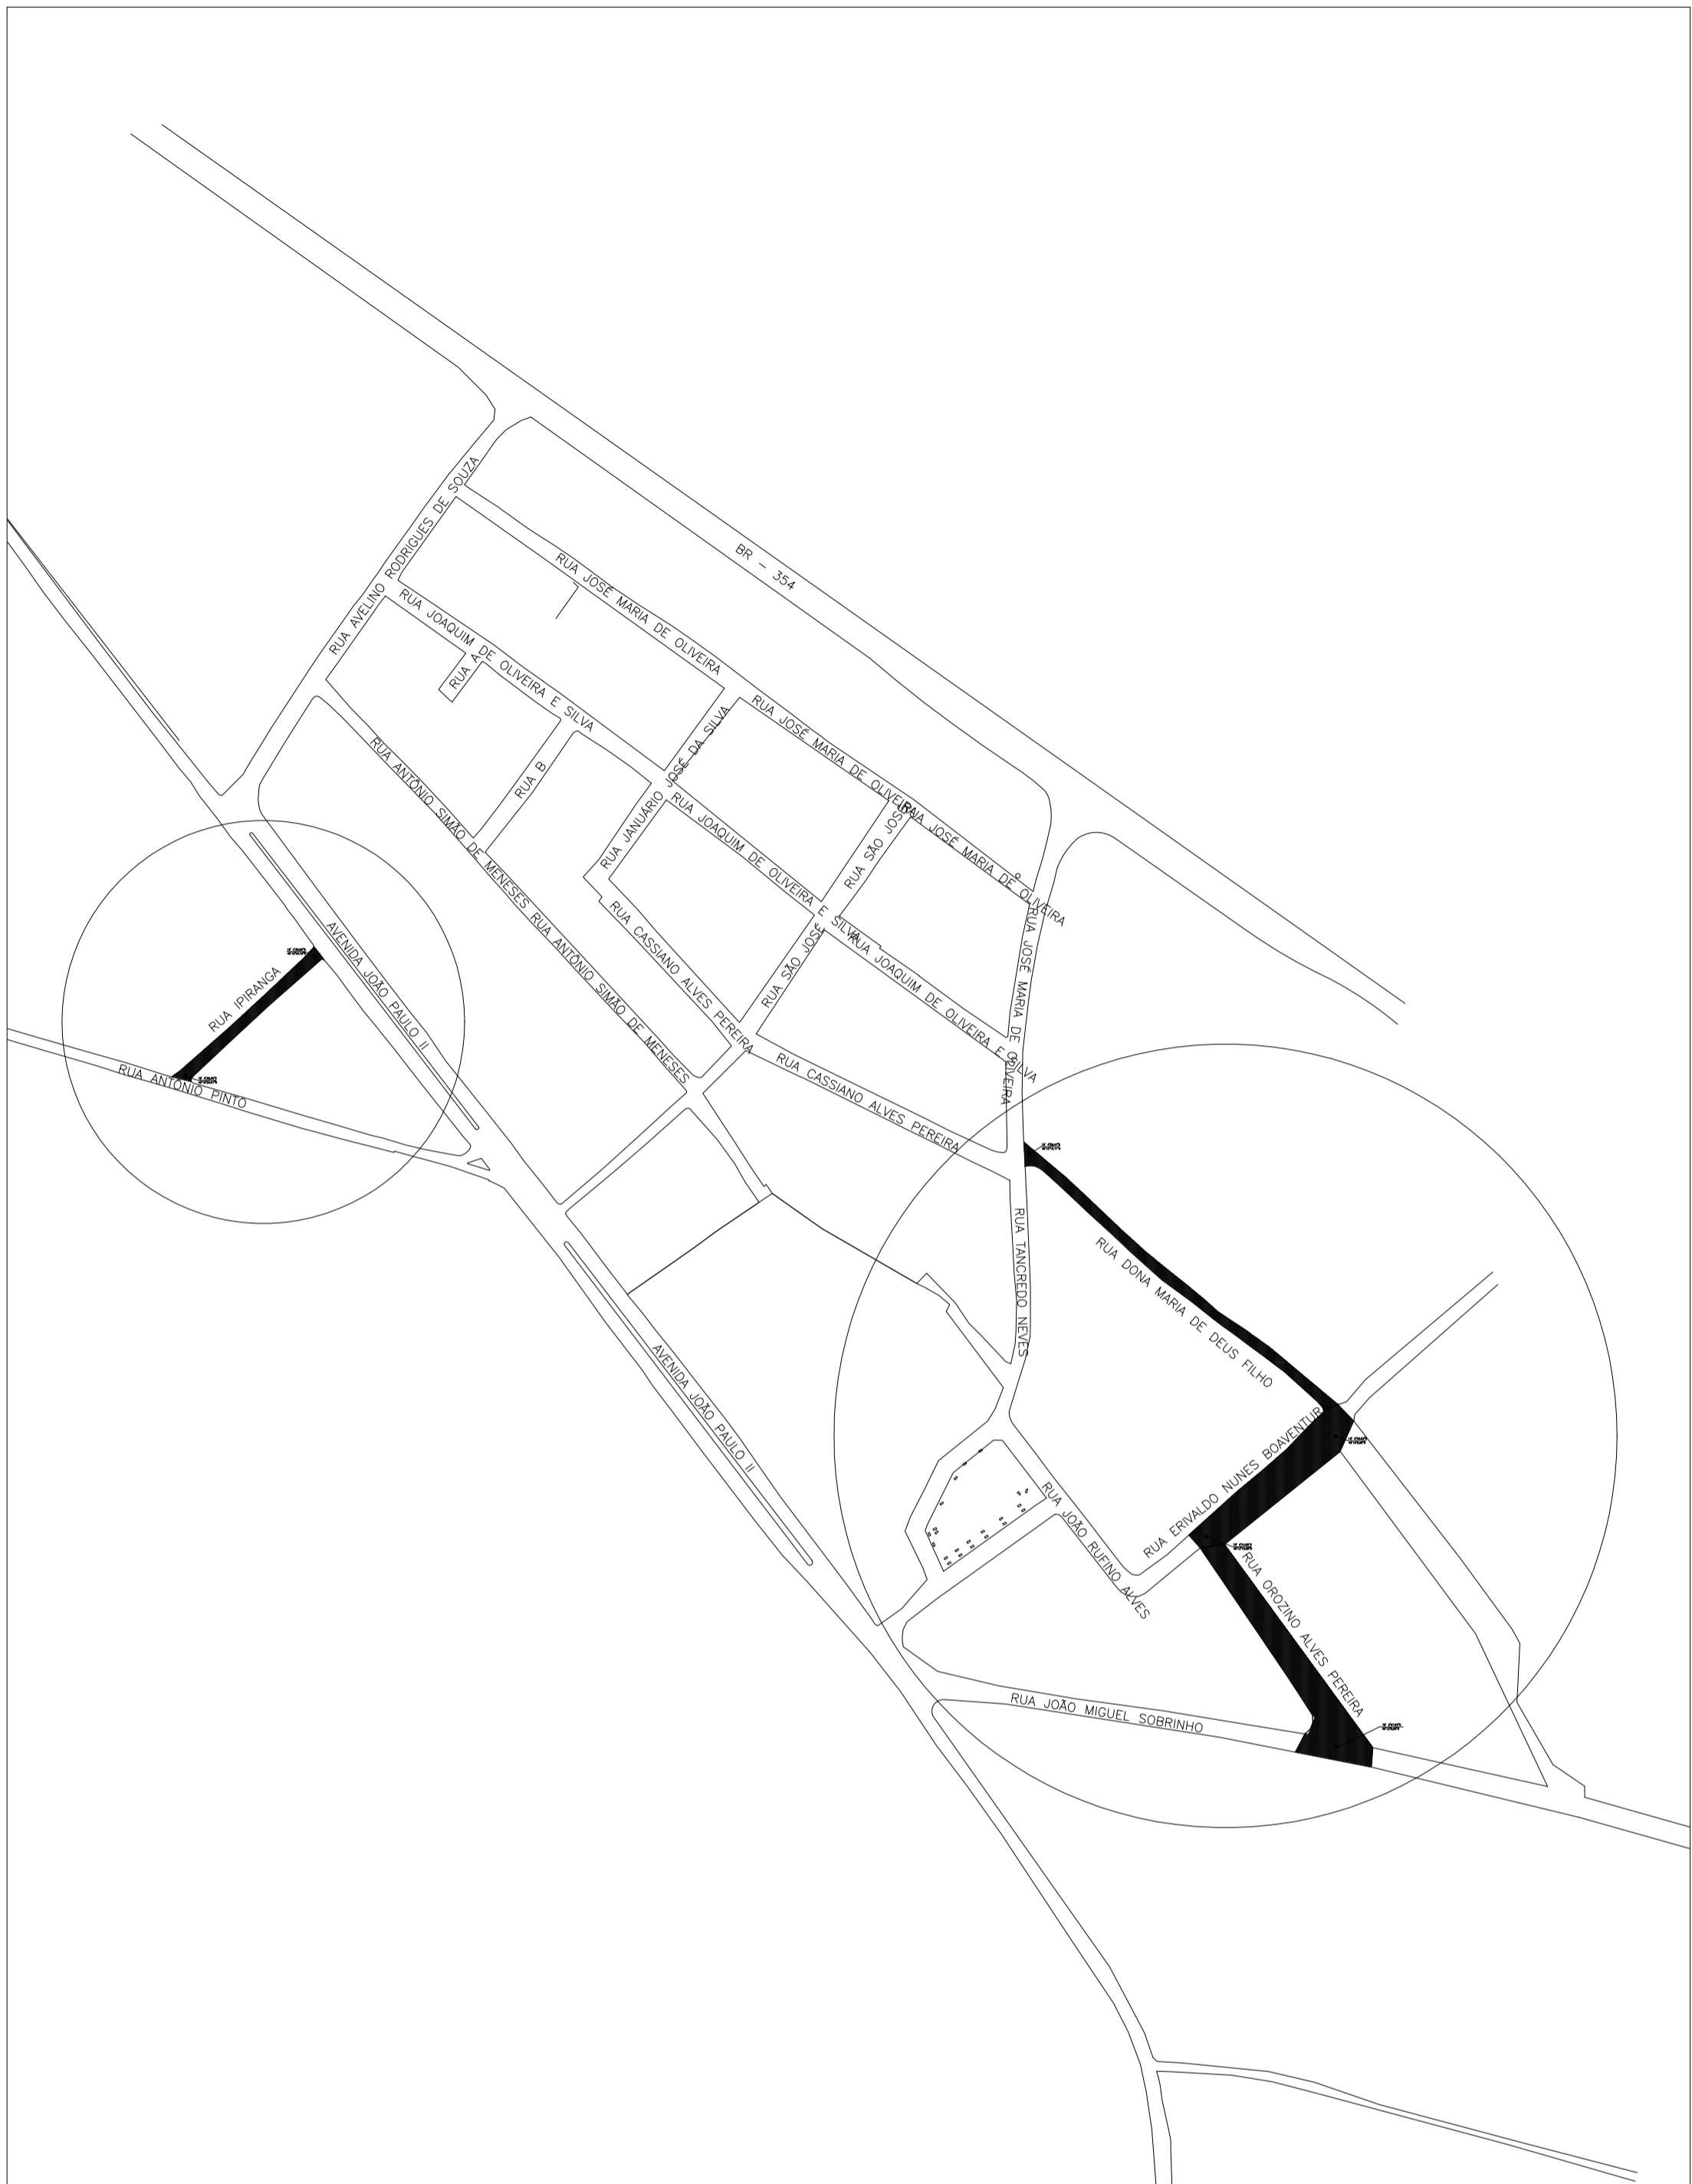 BR - 354
RUA AVELINO RODRIGUES DE SOUZA
RUA JOSÉ MARIA DE OLIVEIRA
RUA JOAQUIM DE OLIVEIRA E SILVA
RUA A
RUA JOSÉ MARIA DE OLIVEIRA
RUA JANUÁRIO JOSÉ DA SILVA
RUA ANTÔNIO SIMÃO DE MENESES
RUA B
RUA JOAQUIM DE OLIVEIRA E SILVA
RUA SÃO JOSÉ
RUA JOSÉ MARIA DE OLIVEIRA
RUA ANTÔNIO SIMÃO DE MENESES
RUA CASSIANO ALVES PEREIRA
RUA SÃO JOSÉ
RUA JOAQUIM DE OLIVEIRA E SILVA
RUA JOSÉ MARIA DE OLIVEIRA
AVENIDA JOÃO PAULO II
RUA IPIRANGA
RUA ANTÔNIO PINTO
RUA CASSIANO ALVES PEREIRA
RUA TANCREDO NEVES
RUA DONA MARIA DE DEUS FILHO
AVENIDA JOÃO PAULO II
RUA ERIVALDO NUNES BOAVENTUR
RUA JOÃO RUFINO ALVES
RUA OROZINO ALVES PEREIRA
RUA JOÃO MIGUEL SOBRINHO